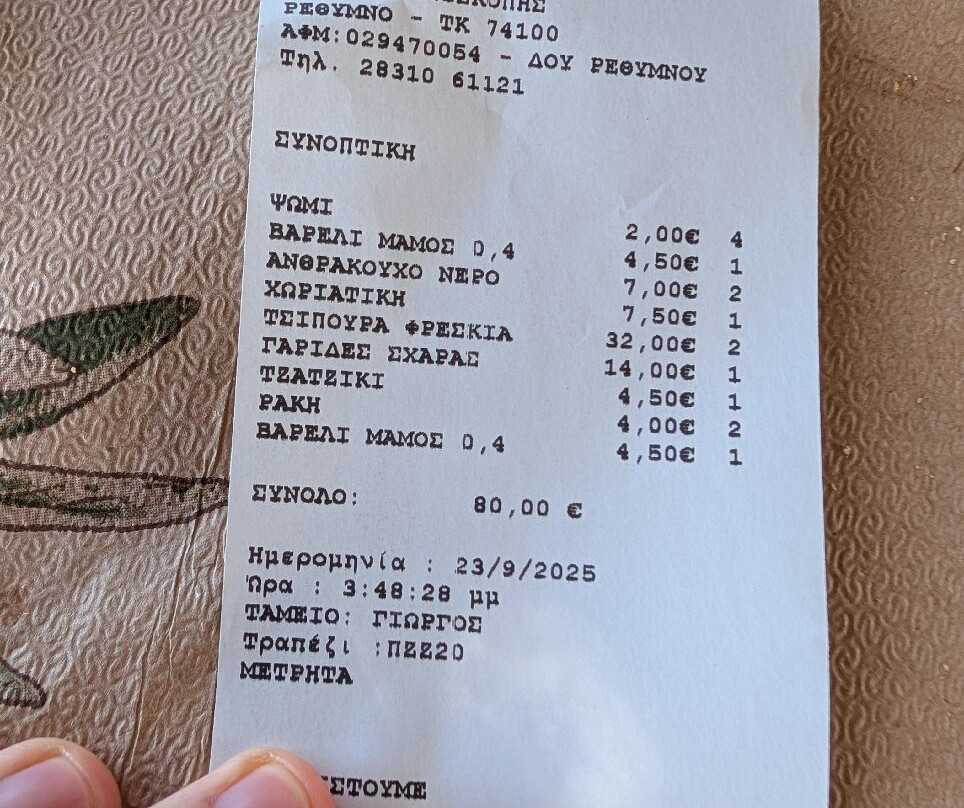 ΡΕΘΥΜΝΟ - ΤΚ 74100
ΑΦΜ:029470054 - ΔΟΥ ΡΕΘΥΜΝΟΥ
Τηλ. 28310 61121
ΣΥΝΟΠΤΙΚΗ
ΨΩΜΙ 2,00€ 4
ΒΑΡΕΛΙ ΜΑΜΟΣ 0,4 4,50€ 1
ΑΝΘΡΑΚΟΥΧΟ ΝΕΡΟ 7,00€ 2
ΧΩΡΙΑΤΙΚΗ 7,50€ 1
ΤΣΙΠΟΥΡΑ ΦΡΕΣΚΙΑ 32,00€ 2
ΓΑΡΙΔΕΣ ΣΧΑΡΑΣ 14,00€ 1
ΤΖΑΤΖΙΚΙ 4,50€ 1
ΡΑΚΗ 4,00€ 2
ΒΑΡΕΛΙ ΜΑΜΟΣ 0,4 4,50€ 1
ΣΥΝΟΛΟ: 80,00 €
Ημερομηνία : 23/9/2025
Ώρα : 3:48:28 μμ
ΤΑΜΕΙΟ: ΓΙΩΡΓΟΣ
Τραπέζι :ΠΖΖ20
ΜΕΤΡΗΤΑ